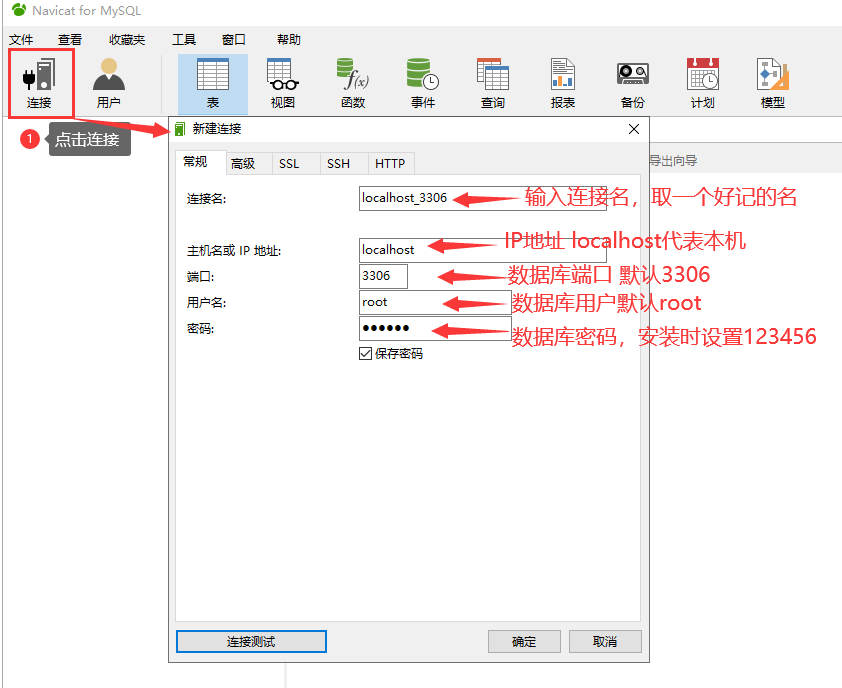 Navicat for MySQL
文件 查看 收藏夹 工具 窗口 帮助
连接 用户 表 视图 函数 事件 查询 报表 备份 计划 模型
1 点击连接
新建连接
导出向导
常规 高级 SSL SSH HTTP
连接名: localhost_3306 输入连接名，取一个好记的名
主机名或 IP 地址: localhost IP地址 localhost代表本机
端口: 3306 数据库端口 默认3306
用户名: root 数据库用户默认root
密码: ●●●●●● 数据库密码，安装时设置123456
保存密码
连接测试 确定 取消